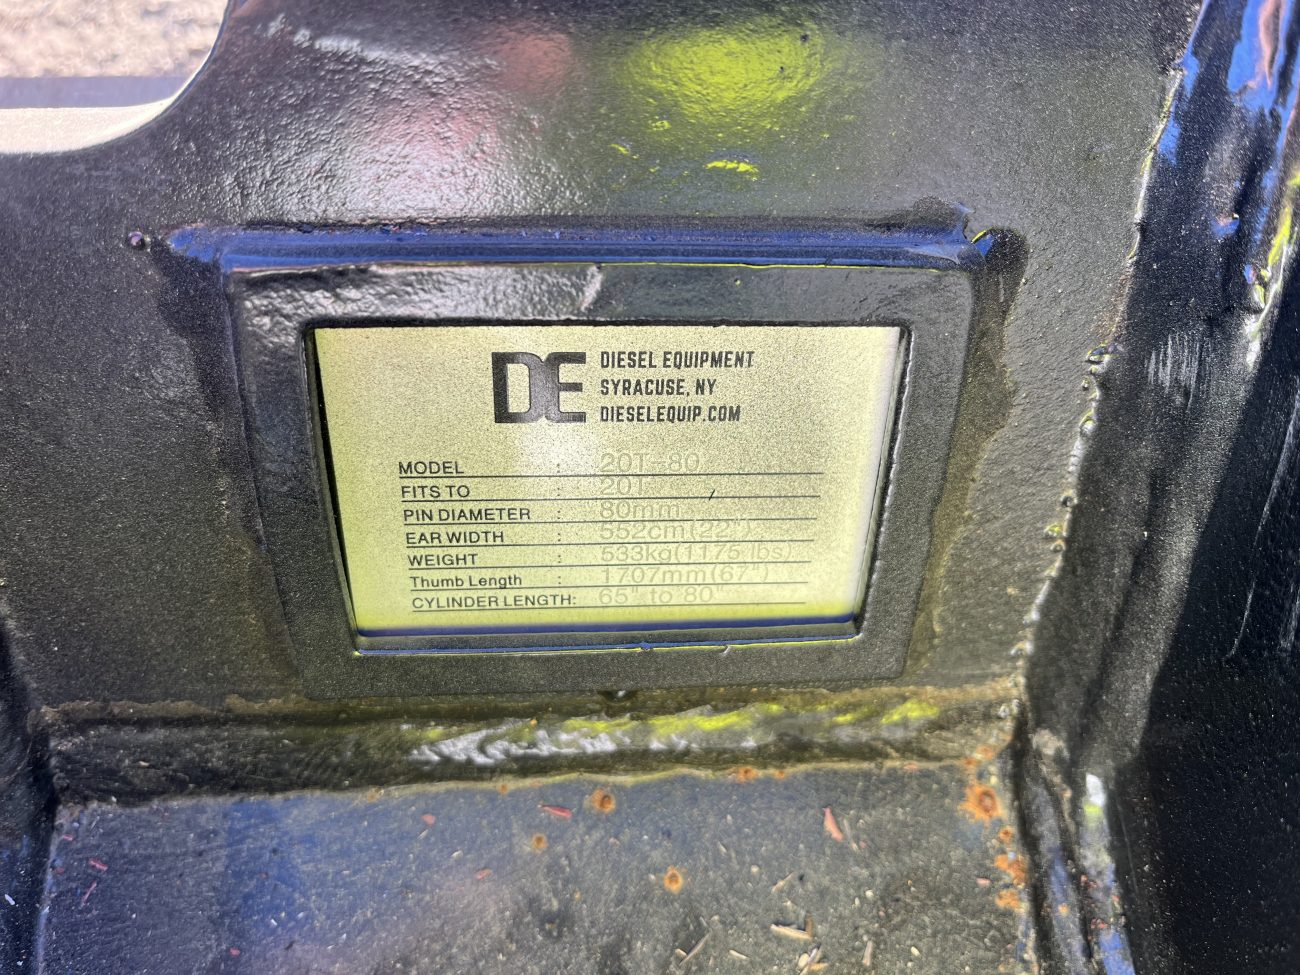 DE
DIESEL EQUIPMENT
SYRACUSE, NY
DIESELEQUIP.COM
MODEL : 20T-80
FITS TO : 20T
PIN DIAMETER : 80mm
EAR WIDTH : 552cm(22")
WEIGHT : 533kg(1175 lbs)
Thumb Length : 1707mm(67")
CYLINDER LENGTH: 65" to 80"